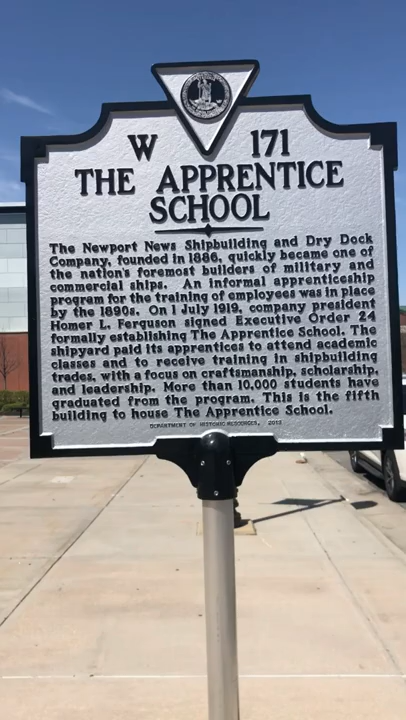 W 171
THE APPRENTICE
SCHOOL
The Newport News Shipbuilding and Dry Dock
Company, founded in 1886, quickly became one of
the nation's foremost builders of military and
commercial ships. An informal apprenticeship
program for the training of employees was in place
by the 1890s. On 1 July 1919, company president
Homer L. Ferguson signed Executive Order 24
formally establishing The Apprentice School. The
shipyard paid its apprentices to attend academic
classes and to receive training in shipbuilding
trades, with a focus on craftsmanship, scholarship,
and leadership. More than 10,000 students have
graduated from the program. This is the fifth
building to house The Apprentice School.
DEPARTMENT OF HISTORIC RESOURCES,